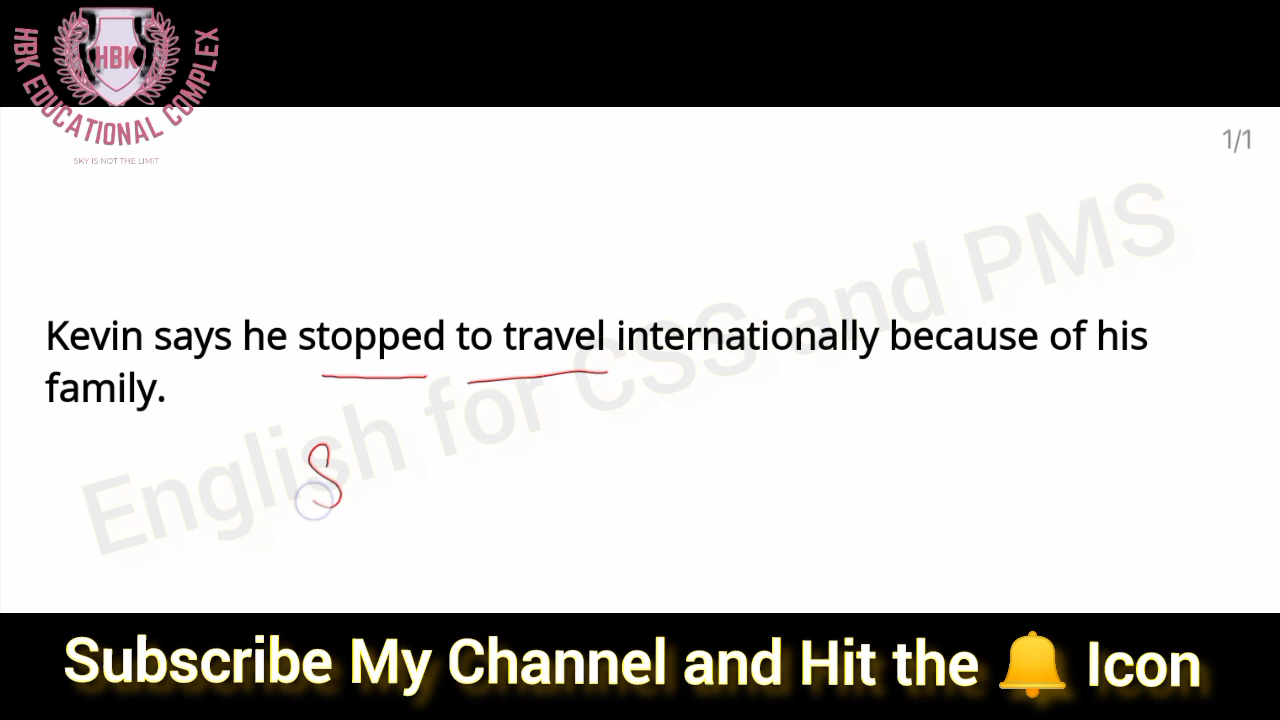 HBK
HBK EDUCATIONAL COMPLEX
SKY IS NOT THE LIMIT
1/1
English for CSS and PMS
Kevin says he stopped to travel internationally because of his
family.
S
Subscribe My Channel and Hit the 🔔 Icon